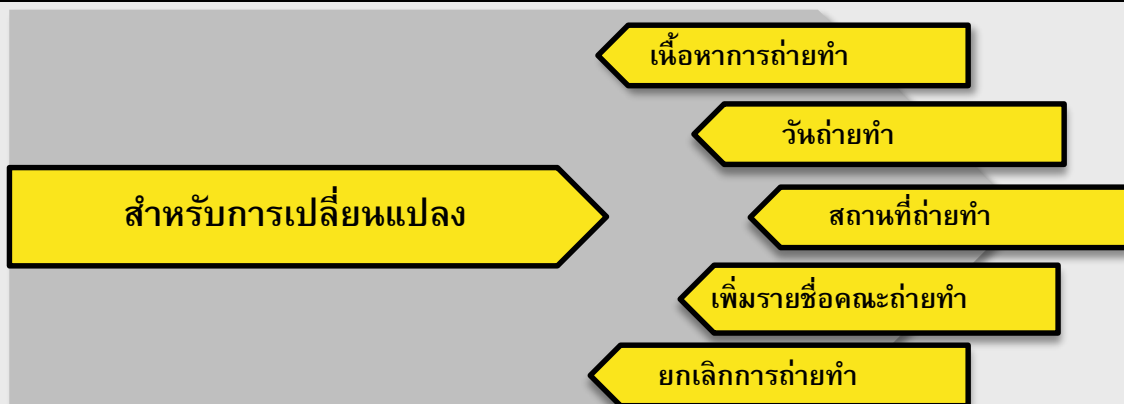 สำหรับการเปลี่ยนแปลง
เนื้อหาการถ่ายทำ
วันถ่ายทำ
สถานที่ถ่ายทำ
เพิ่มรายชื่อคณะถ่ายทำ
ยกเลิกการถ่ายทำ